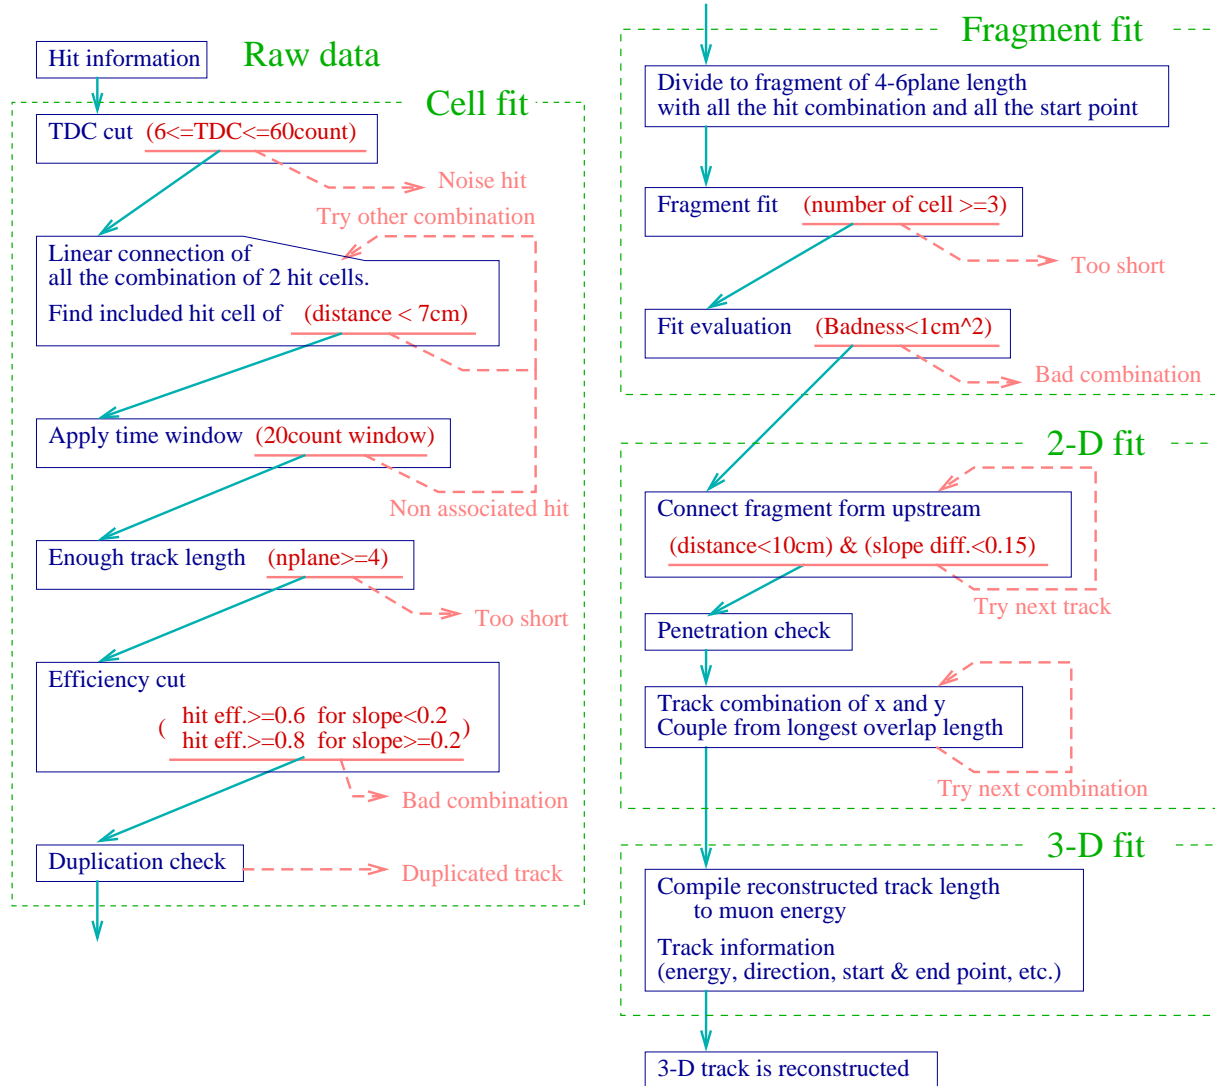 Raw data
Hit information
Cell fit
TDC cut (6<=TDC<=60count)
Noise hit
Try other combination
Linear connection of
all the combination of 2 hit cells.
Find included hit cell of (distance < 7cm)
Apply time window (20count window)
Non associated hit
Enough track length (nplane>=4)
Too short
Efficiency cut
( hit eff.>=0.6 for slope<0.2
hit eff.>=0.8 for slope>=0.2 )
Bad combination
Duplication check
Duplicated track
Fragment fit
Divide to fragment of 4-6plane length
with all the hit combination and all the start point
Fragment fit (number of cell >=3)
Too short
Fit evaluation (Badness<1cm^2)
Bad combination
2-D fit
Connect fragment form upstream
(distance<10cm) & (slope diff.<0.15)
Try next track
Penetration check
Track combination of x and y
Couple from longest overlap length
Try next combination
3-D fit
Compile reconstructed track length
to muon energy
Track information
(energy, direction, start & end point, etc.)
3-D track is reconstructed